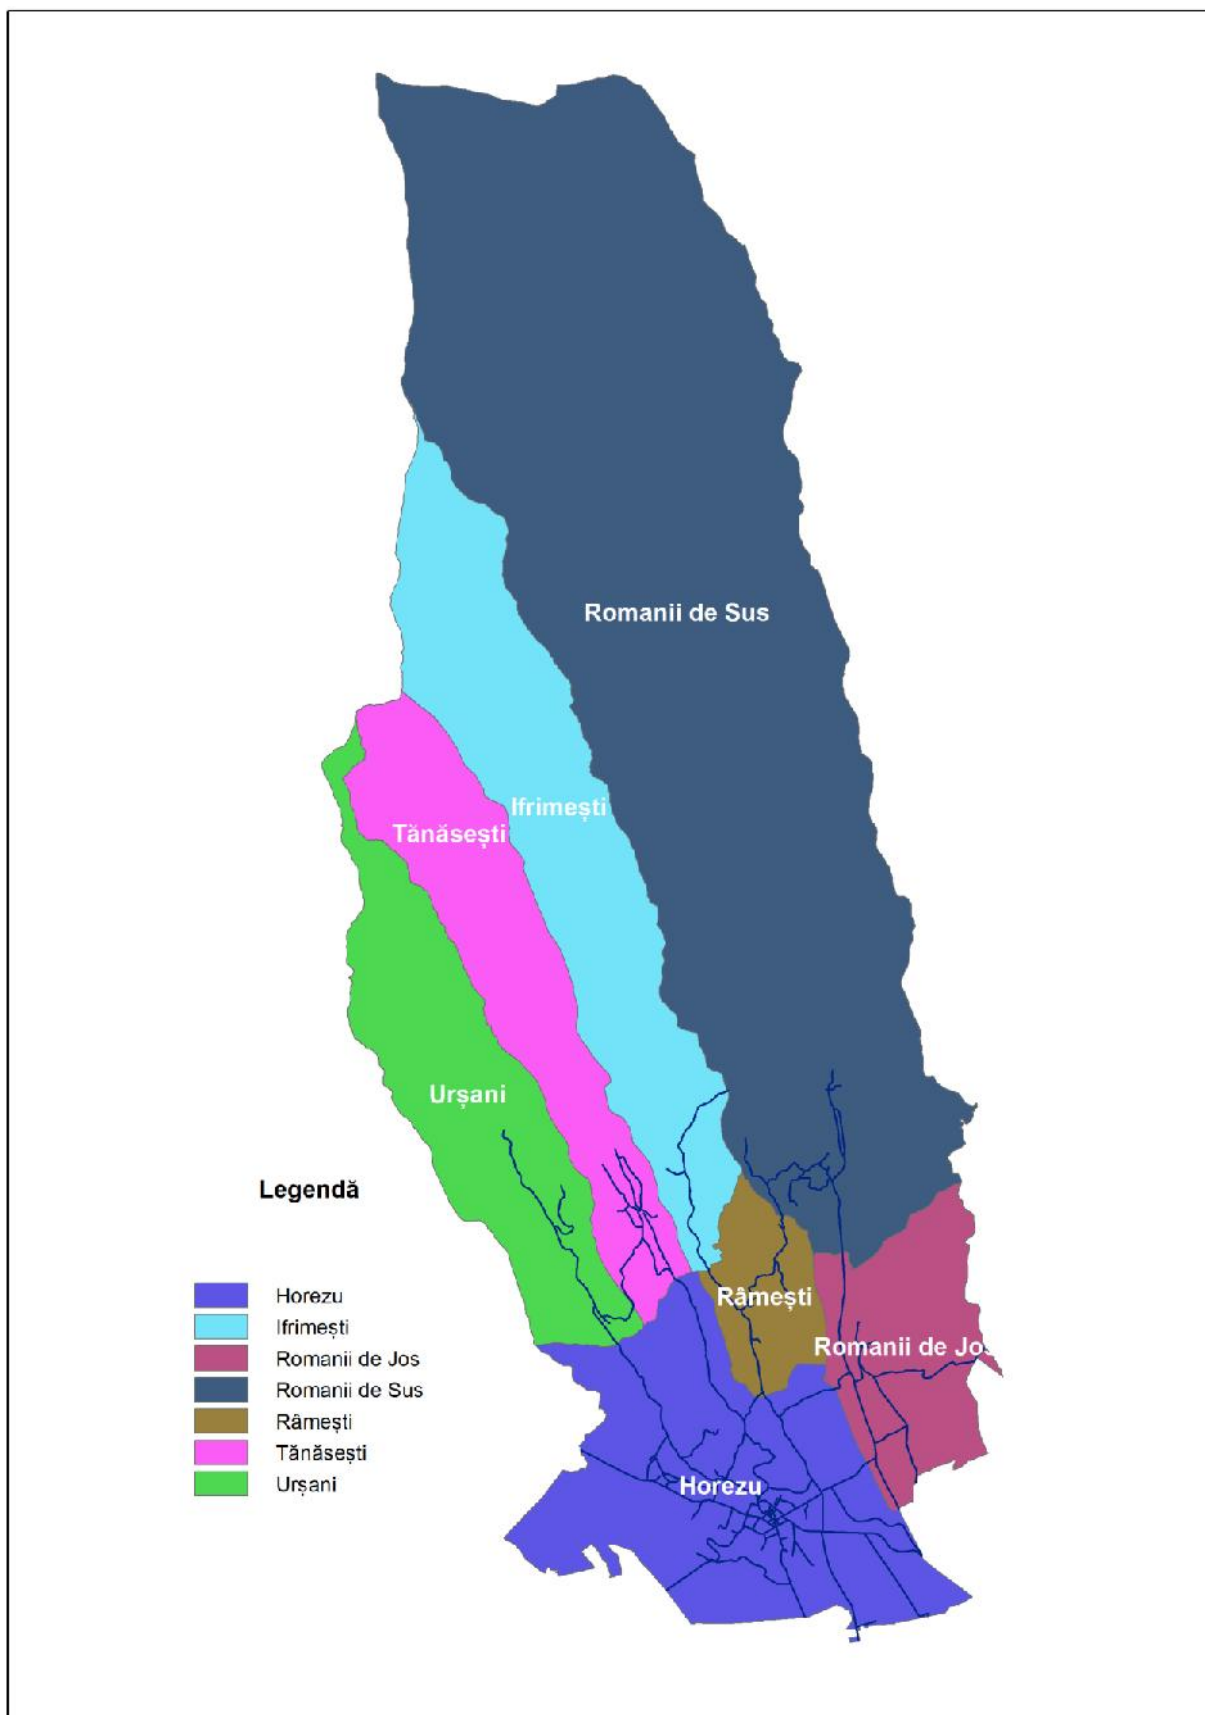 Romanii de Sus
Ifrimești
Tănăsești
Urșani
Legendă
Râmești
Romanii de Jos
Horezu
Horezu
Ifrimești
Romanii de Jos
Romanii de Sus
Râmești
Tănăsești
Urșani